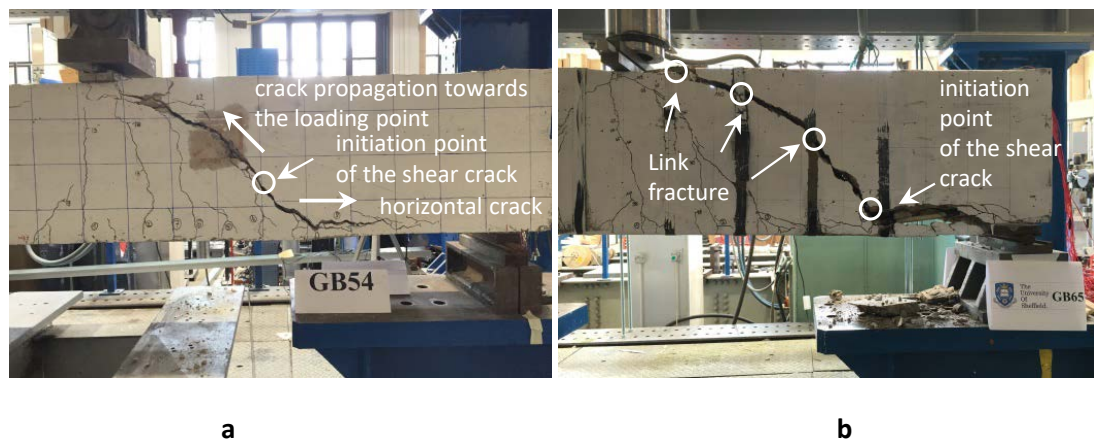 crack propagation towards
the loading point
initiation point
of the shear crack
horizontal crack
GB54
initiation
point
of the shear
crack
Link
fracture
The
University
Of
Sheffield.
GB65
a
b